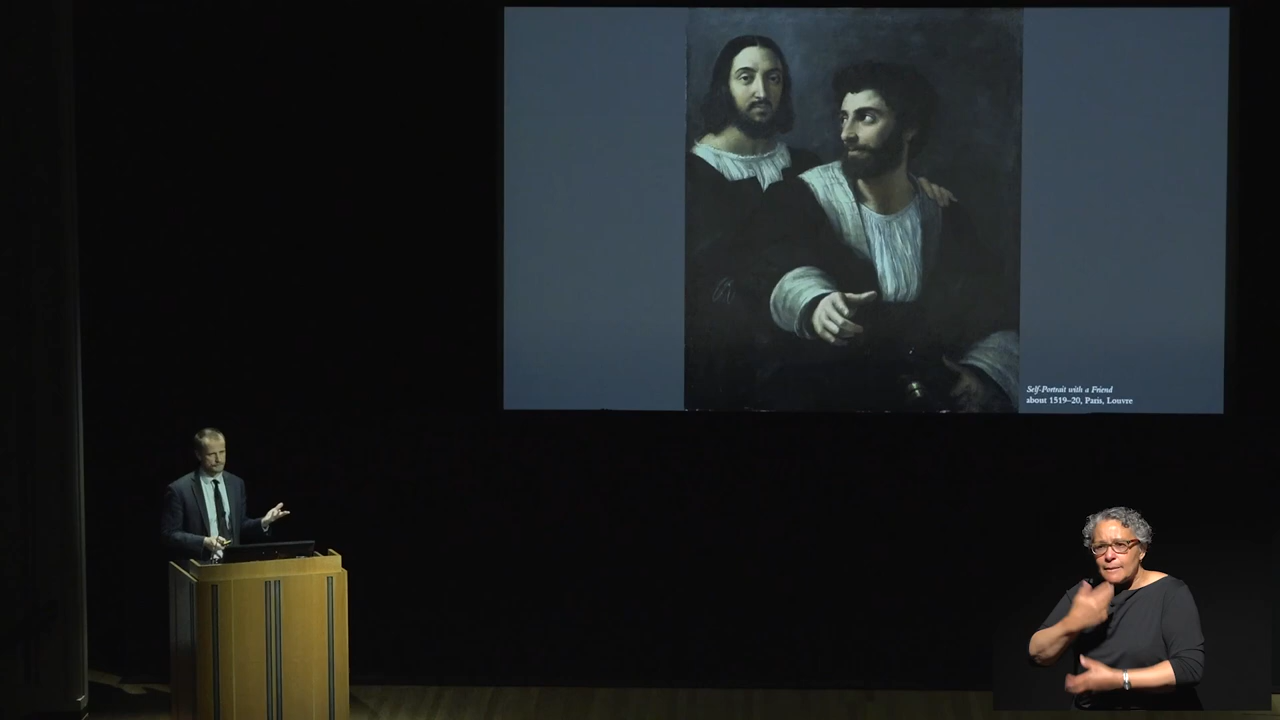 Self-Portrait with a Friend
about 1519–20, Paris, Louvre